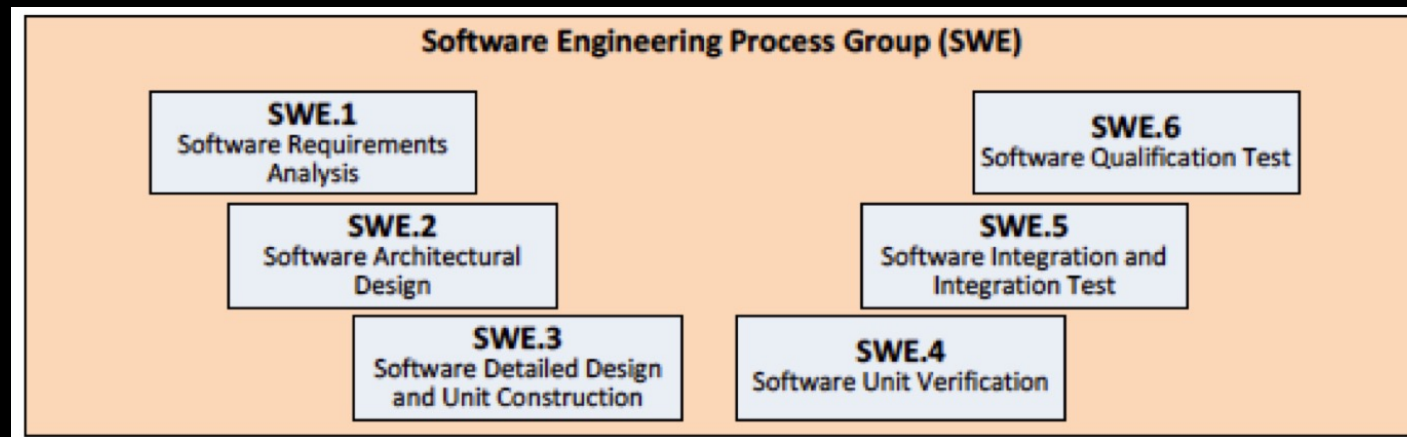 Software Engineering Process Group (SWE)
SWE.1
Software Requirements
Analysis
SWE.2
Software Architectural
Design
SWE.3
Software Detailed Design
and Unit Construction
SWE.4
Software Unit Verification
SWE.5
Software Integration and
Integration Test
SWE.6
Software Qualification Test